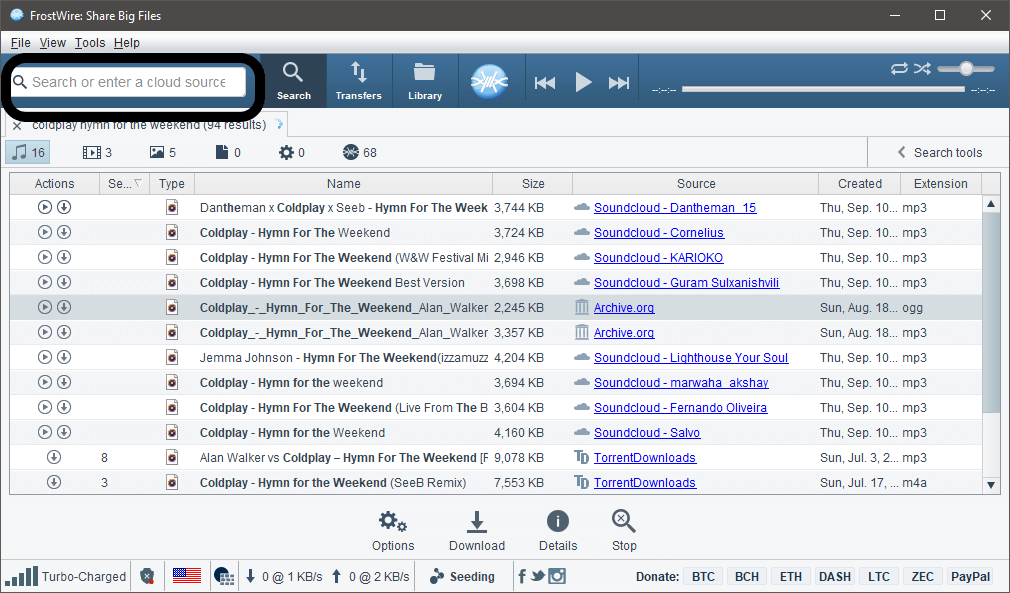 FrostWire: Share Big Files
File View Tools Help
Search or enter a cloud source
Search Transfers Library
--:--:-- --:--:--
coldplay hymn for the weekend (94 results)
16 3 5 0 0 68 Search tools
Actions Se... Type Name Size Source Created Extension
Dantheman x Coldplay x Seeb - Hymn For The Week 3,744 KB Soundcloud - Dantheman_15 Thu, Sep. 10... mp3
Coldplay - Hymn For The Weekend 3,724 KB Soundcloud - Cornelius Thu, Sep. 10... mp3
Coldplay - Hymn For The Weekend (W&W Festival Mi 2,946 KB Soundcloud - KARIOKO Thu, Sep. 10... mp3
Coldplay - Hymn For The Weekend Best Version 3,698 KB Soundcloud - Guram Sulxanishvili Thu, Sep. 10... mp3
Coldplay_-_Hymn_For_The_Weekend_Alan_Walker 2,245 KB Archive.org Sun, Aug. 18... ogg
Coldplay_-_Hymn_For_The_Weekend_Alan_Walker 3,357 KB Archive.org Sun, Aug. 18... mp3
Jemma Johnson - Hymn For The Weekend(izzamuzz 4,204 KB Soundcloud - Lighthouse Your Soul Thu, Sep. 10... mp3
Coldplay - Hymn for the weekend 3,694 KB Soundcloud - marwaha_akshay Thu, Sep. 10... mp3
Coldplay - Hymn For The Weekend (Live From The B 3,604 KB Soundcloud - Fernando Oliveira Thu, Sep. 10... mp3
Coldplay - Hymn for the Weekend 4,160 KB Soundcloud - Salvo Thu, Sep. 10... mp3
8 Alan Walker vs Coldplay – Hymn For The Weekend [F 9,078 KB TD TorrentDownloads Sun, Jul. 3, 2... mp3
3 Coldplay - Hymn for the Weekend (SeeB Remix) 7,553 KB TD TorrentDownloads Sun, Jul. 17, ... m4a
Options Download Details Stop
Turbo-Charged 0 @ 1 KB/s 0 @ 2 KB/s Seeding Donate: BTC BCH ETH DASH LTC ZEC PayPal